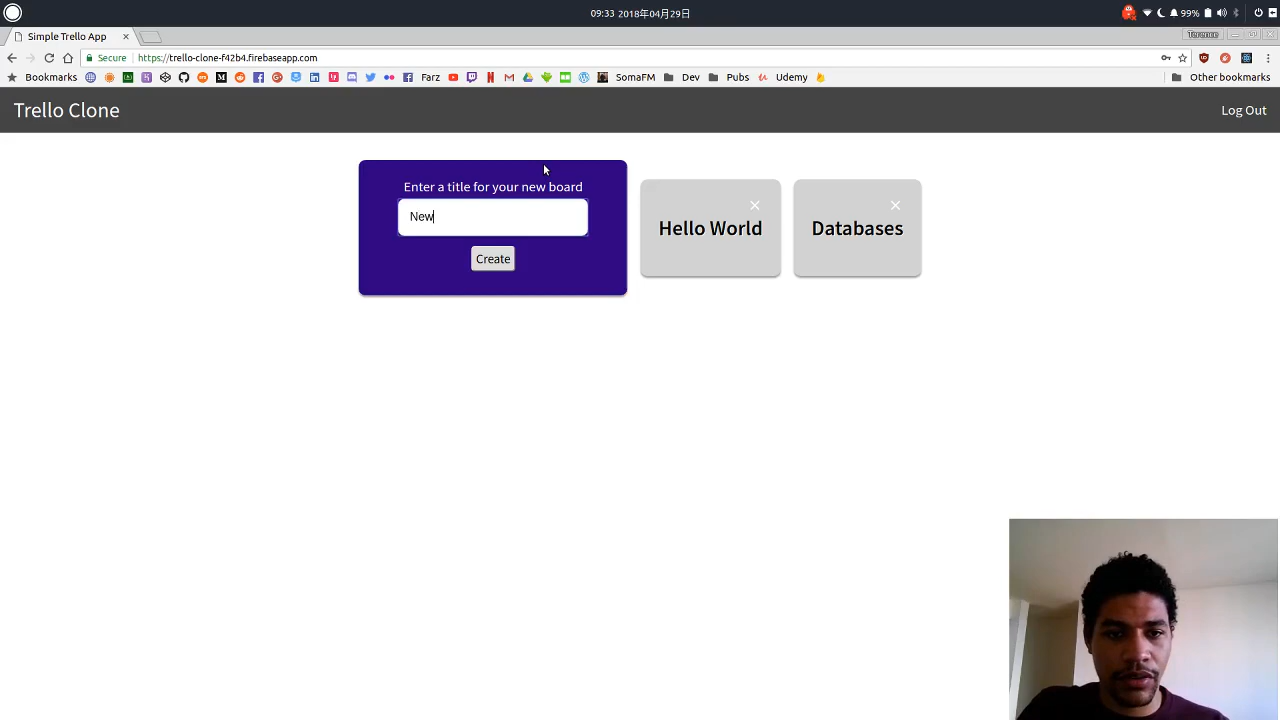 09:33 2018年04月29日
99%
Simple Trello App
Terence
Secure
https://trello-clone-f42b4.firebaseapp.com
Bookmarks
Farz
SomaFM
Dev
Pubs
Udemy
Other bookmarks
Trello Clone
Log Out
Enter a title for your new board
New
Create
Hello World
Databases